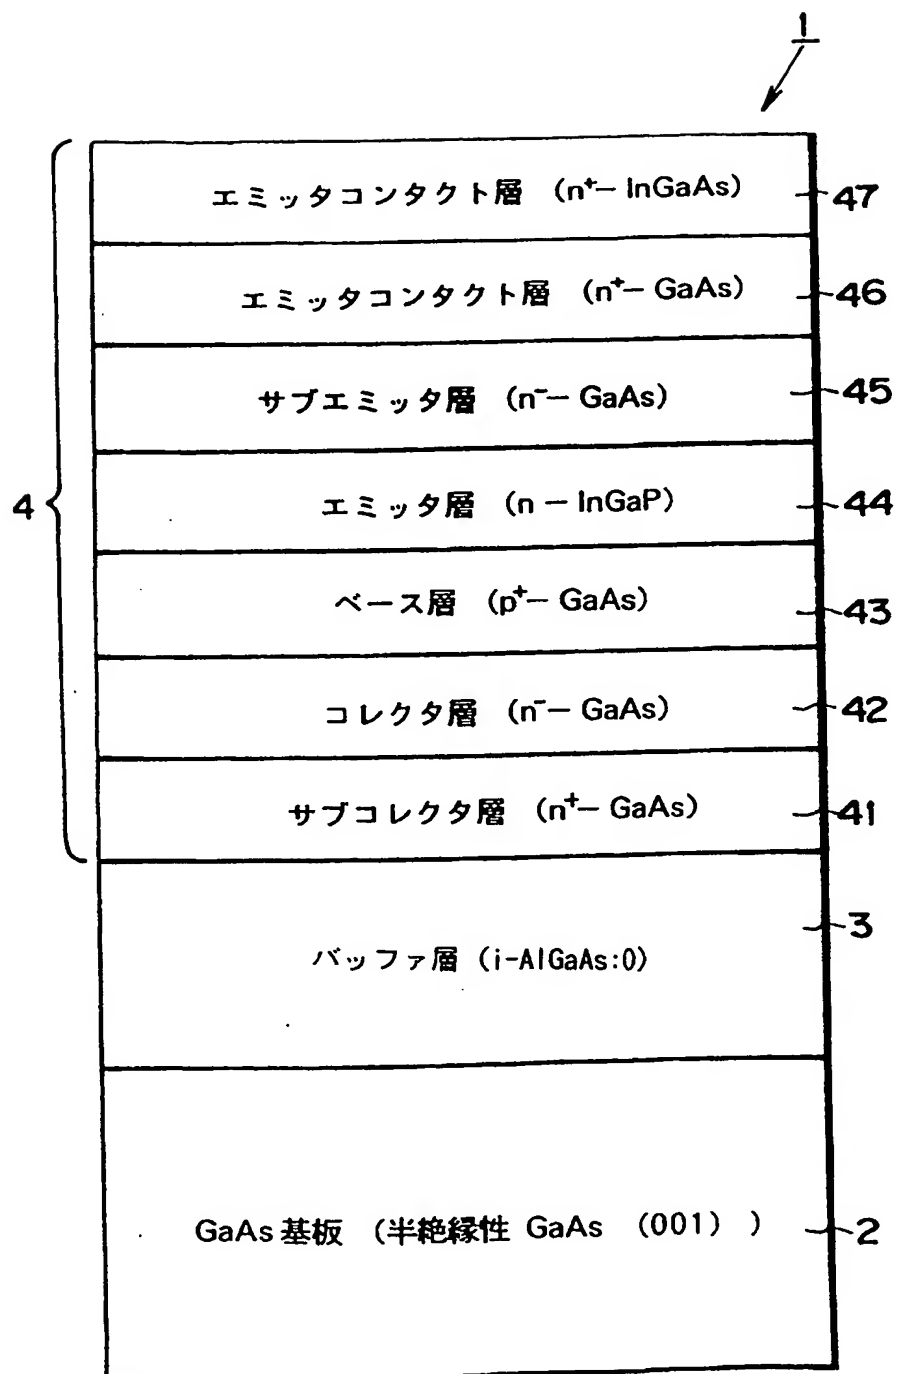 1
エミッタコンタクト層 (n⁺− InGaAs) 47
エミッタコンタクト層 (n⁺− GaAs) 46
サブエミッタ層 (n⁻− GaAs) 45
4
エミッタ層 (n − InGaP) 44
ベース層 (p⁺− GaAs) 43
コレクタ層 (n⁻− GaAs) 42
サブコレクタ層 (n⁺− GaAs) 41
3
バッファ層 (i-AlGaAs:O)
GaAs 基板 (半絶縁性 GaAs (001) ) 2